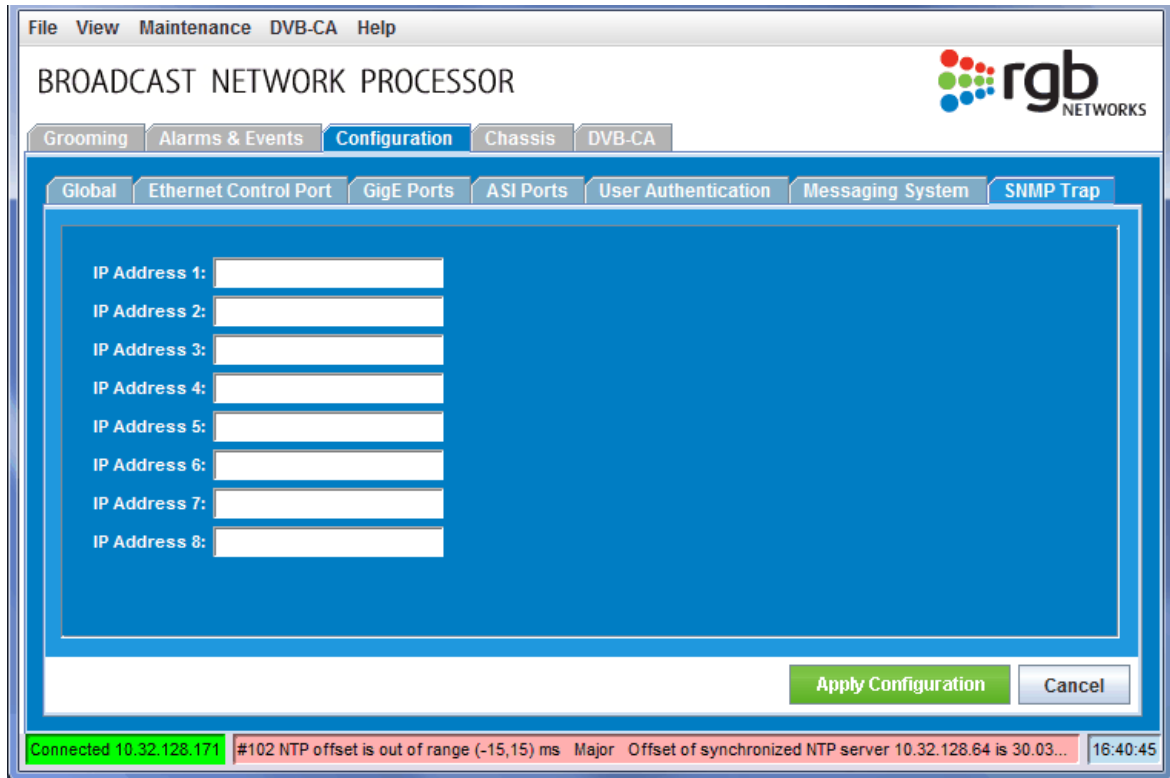 File View Maintenance DVB-CA Help
BROADCAST NETWORK PROCESSOR
rgb
NETWORKS
Grooming Alarms & Events Configuration Chassis DVB-CA
Global Ethernet Control Port GigE Ports ASI Ports User Authentication Messaging System SNMP Trap
IP Address 1:
IP Address 2:
IP Address 3:
IP Address 4:
IP Address 5:
IP Address 6:
IP Address 7:
IP Address 8:
Apply Configuration Cancel
Connected 10.32.128.171 #102 NTP offset is out of range (-15,15) ms Major Offset of synchronized NTP server 10.32.128.64 is 30.03... 16:40:45